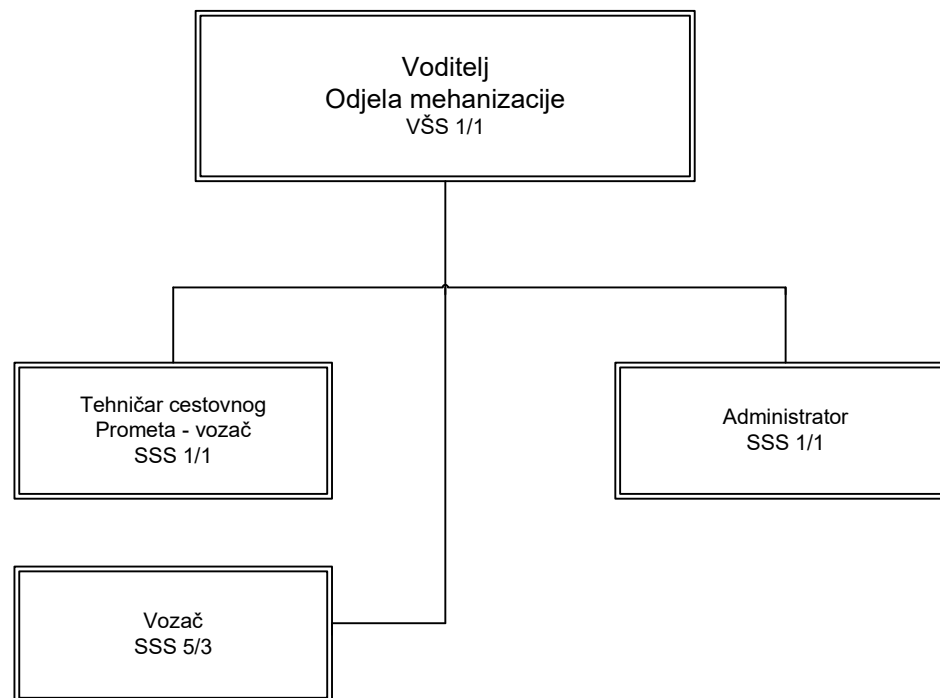 Voditelj
Odjela mehanizacije
VŠS 1/1
Tehničar cestovnog
Prometa - vozač
SSS 1/1
Administrator
SSS 1/1
Vozač
SSS 5/3